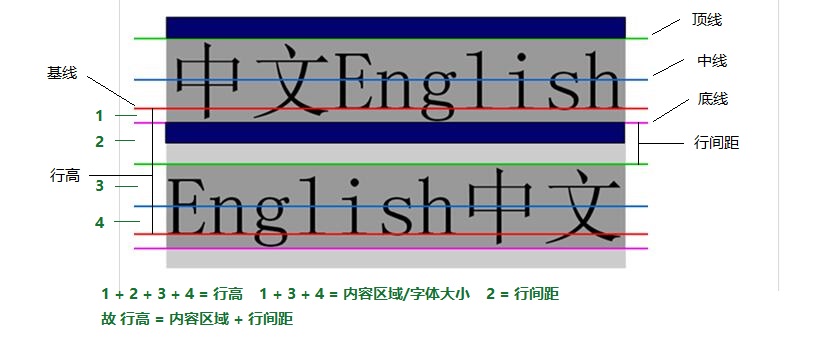 顶线
中文English
中线
基线
底线
1
2
行间距
行高
3
English中文
4
1 + 2 + 3 + 4 = 行高 1 + 3 + 4 = 内容区域/字体大小 2 = 行间距
故 行高 = 内容区域 + 行间距